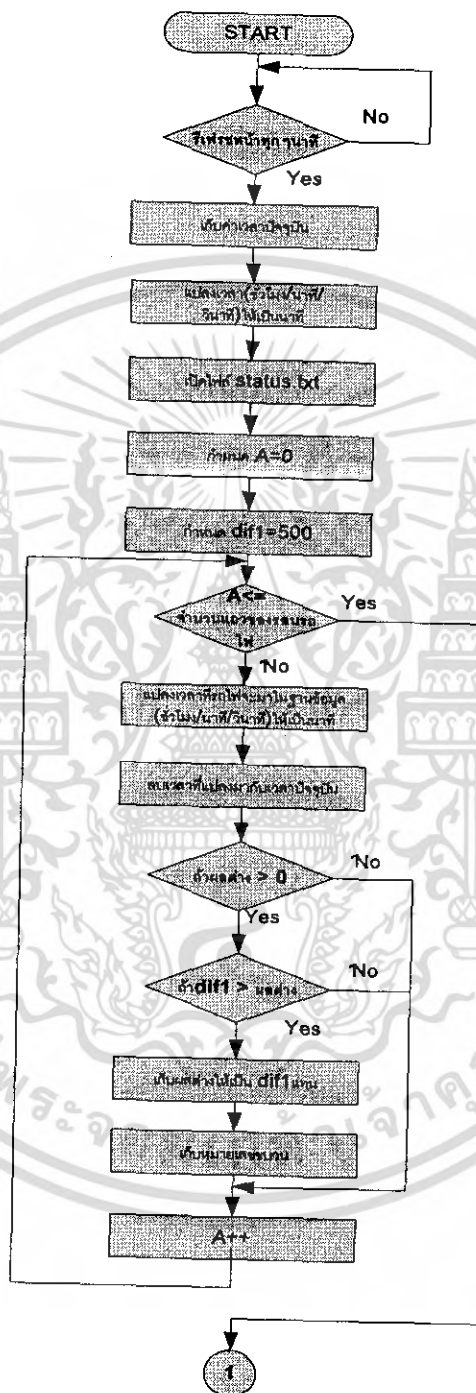 START
รีเฟรชหน้าทุกๆนาที
No
Yes
เก็บค่าเวลาปัจจุบัน
แปลงเวลา(ชั่วโมง/นาที/
วินาที)ให้เป็นนาที
เปิดไฟล์ status.txt
กำหนด A=0
กำหนด dif1=500
A<=
จำนวนแถวของรอบรถ
ไฟ
Yes
No
แปลงเวลาที่รถไฟจะมาในฐานข้อมูล
(ชั่วโมง/นาที/วินาที)ให้เป็นนาที
ลบเวลาที่แปลงมากับเวลาปัจจุบัน
ถ้าผลต่าง > 0
No
Yes
ถ้าdif1 > ผลต่าง
No
Yes
เก็บผลต่างให้เป็น dif1แทน
เก็บหมายเลขขบวน
A++
1